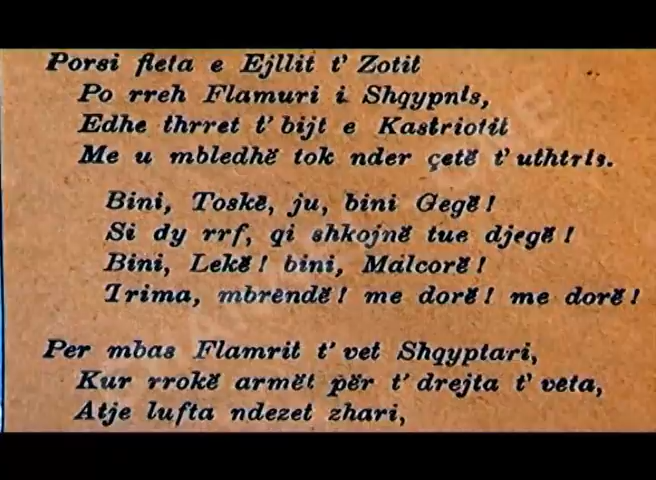 Porsi fleta e Ejllit t' Zotit
Po rreh Flamuri i Shqypnis,
Edhe thrret t' bijt e Kastriotit
Me u mbledhë tok nder çetë t' uthtris.
Bini, Toskë, ju, bini Gegë!
Si dy rrf, qi shkojnë tue djegë!
Bini, Lekë! bini, Malcorë!
Trima, mbrendë! me dorë! me dorë!
Per mbas Flamrit t' vet Shqyptari,
Kur rrokë armët për t' drejta t' veta,
Atje lufta ndezet zhari,